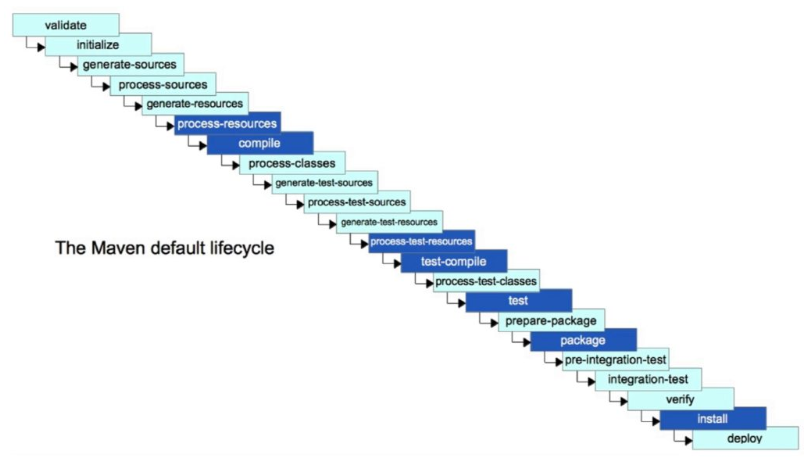 validate
initialize
generate-sources
process-sources
generate-resources
process-resources
compile
process-classes
generate-test-sources
process-test-sources
generate-test-resources
process-test-resources
The Maven default lifecycle
test-compile
process-test-classes
test
prepare-package
package
pre-integration-test
integration-test
verify
install
deploy